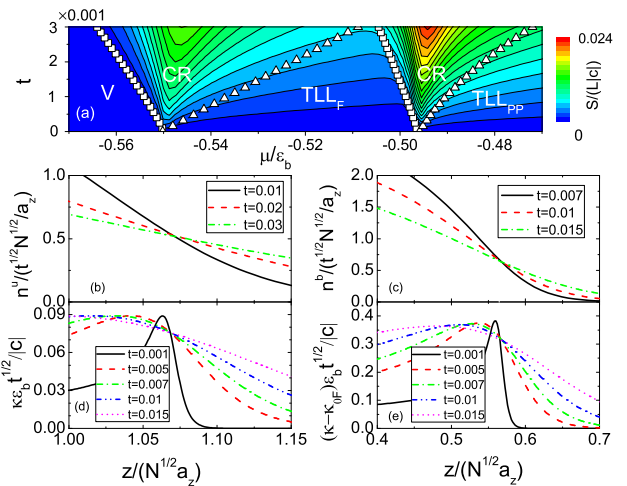 ×0.001
3
2
1
0
t
V
CR
TLL_F
CR
TLL_PP
(a)
-0.56
-0.54
-0.52
-0.50
-0.48
μ/ε_b
0.024
0
S/(L|c|)
1.0
0.5
0.0
n^u/(t^{1/2}N^{1/2}/a_z)
t=0.01
t=0.02
t=0.03
(b)
2.0
1.5
1.0
0.5
0.0
n^b/(t^{1/2}N^{1/2}/a_z)
t=0.007
t=0.01
t=0.015
(c)
0.09
0.06
0.03
0.00
κε_b t^{1/2}/|c|
t=0.001
t=0.005
t=0.007
t=0.01
t=0.015
(d)
1.00
1.05
1.10
1.15
z/(N^{1/2}a_z)
0.4
0.3
0.2
0.1
0.0
(κ−κ_{0F})ε_b t^{1/2}/|c|
t=0.001
t=0.005
t=0.007
t=0.01
t=0.015
(e)
0.4
0.5
0.6
0.7
z/(N^{1/2}a_z)